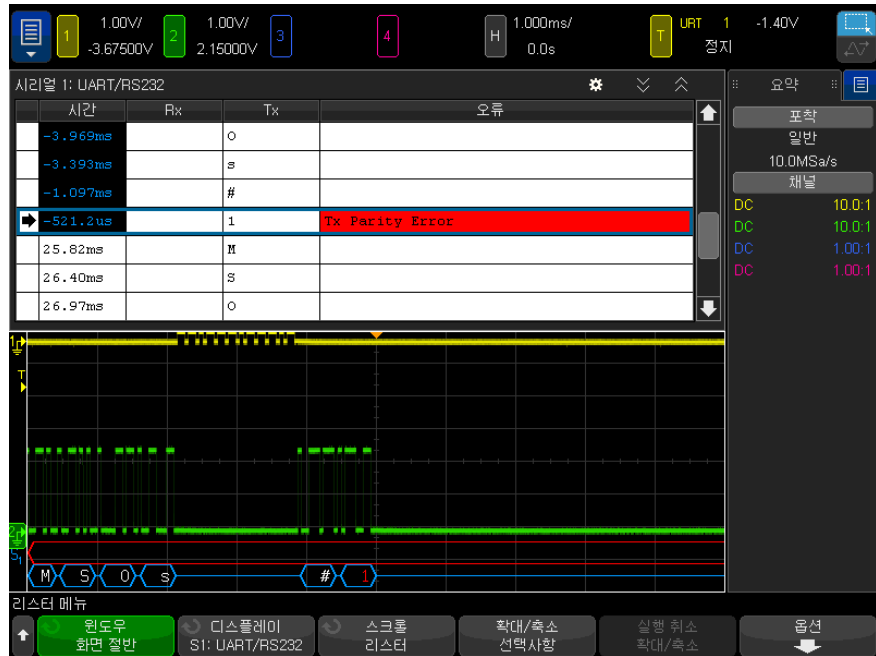 1 1.00V/ 2 1.00V/ 3 4 H 1.000ms/ T URT 1 -1.40V
-3.67500V 2.15000V 0.0s 정지
시리얼 1: UART/RS232
요약
시간 Rx Tx 오류
-3.969ms O
-3.393ms s
-1.097ms #
-521.2us 1 Tx Parity Error
25.82ms M
26.40ms S
26.97ms O
포착
일반
10.0MSa/s
채널
DC 10.0:1
DC 10.0:1
DC 1.00:1
DC 1.00:1
1
T
2
S1
M S O s # 1
리스터 메뉴
윈도우 디스플레이 스크롤 확대/축소 실행 취소 옵션
화면 절반 S1: UART/RS232 리스터 선택사항 확대/축소